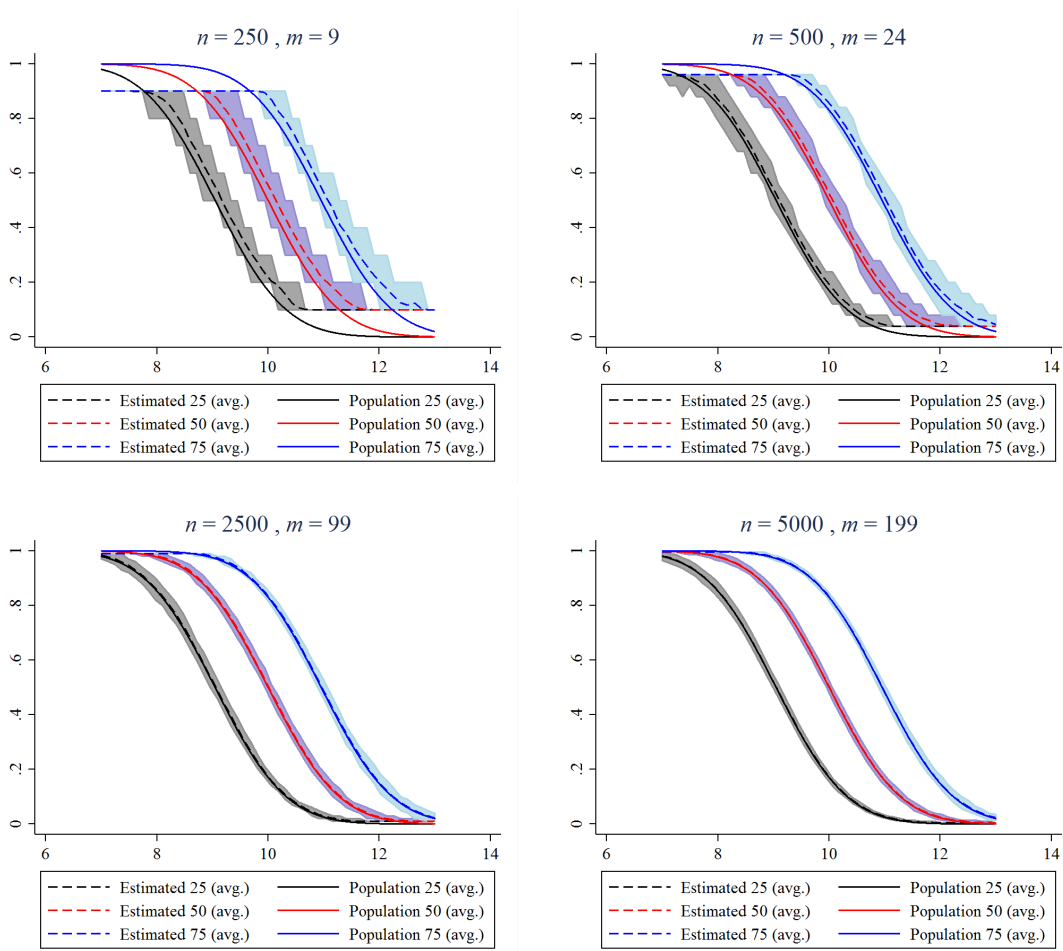 n = 250 , m = 9
1
.8
.6
.4
.2
0
6 8 10 12 14
Estimated 25 (avg.) Population 25 (avg.)
Estimated 50 (avg.) Population 50 (avg.)
Estimated 75 (avg.) Population 75 (avg.)
n = 500 , m = 24
1
.8
.6
.4
.2
0
6 8 10 12 14
Estimated 25 (avg.) Population 25 (avg.)
Estimated 50 (avg.) Population 50 (avg.)
Estimated 75 (avg.) Population 75 (avg.)
n = 2500 , m = 99
1
.8
.6
.4
.2
0
6 8 10 12 14
Estimated 25 (avg.) Population 25 (avg.)
Estimated 50 (avg.) Population 50 (avg.)
Estimated 75 (avg.) Population 75 (avg.)
n = 5000 , m = 199
1
.8
.6
.4
.2
0
6 8 10 12 14
Estimated 25 (avg.) Population 25 (avg.)
Estimated 50 (avg.) Population 50 (avg.)
Estimated 75 (avg.) Population 75 (avg.)